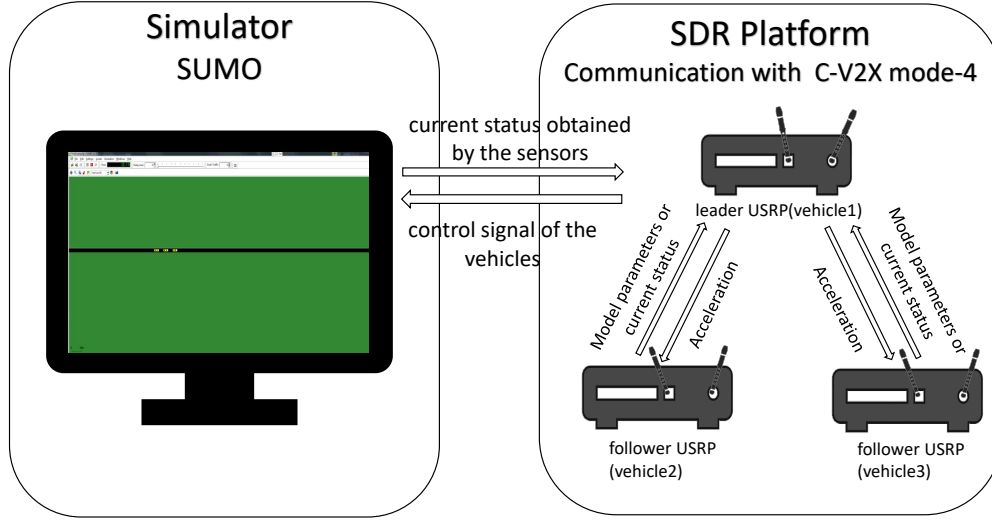 Simulator
SUMO
SDR Platform
Communication with C-V2X mode-4
current status obtained
by the sensors
control signal of the
vehicles
leader USRP(vehicle1)
Model parameters or
current status
Acceleration
Acceleration
Model parameters or
current status
follower USRP
(vehicle2)
follower USRP
(vehicle3)